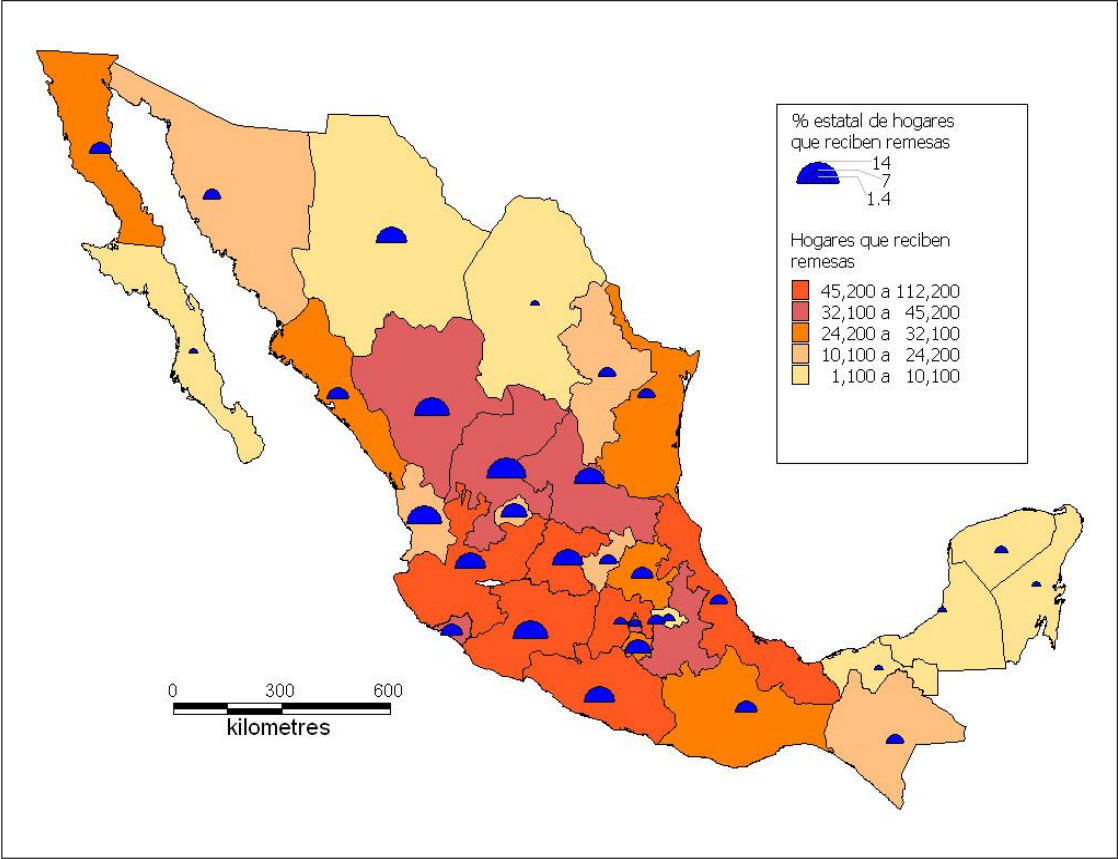 % estatal de hogares
que reciben remesas
14
7
1.4
Hogares que reciben
remesas
45,200 a 112,200
32,100 a 45,200
24,200 a 32,100
10,100 a 24,200
1,100 a 10,100
0 300 600
kilometres